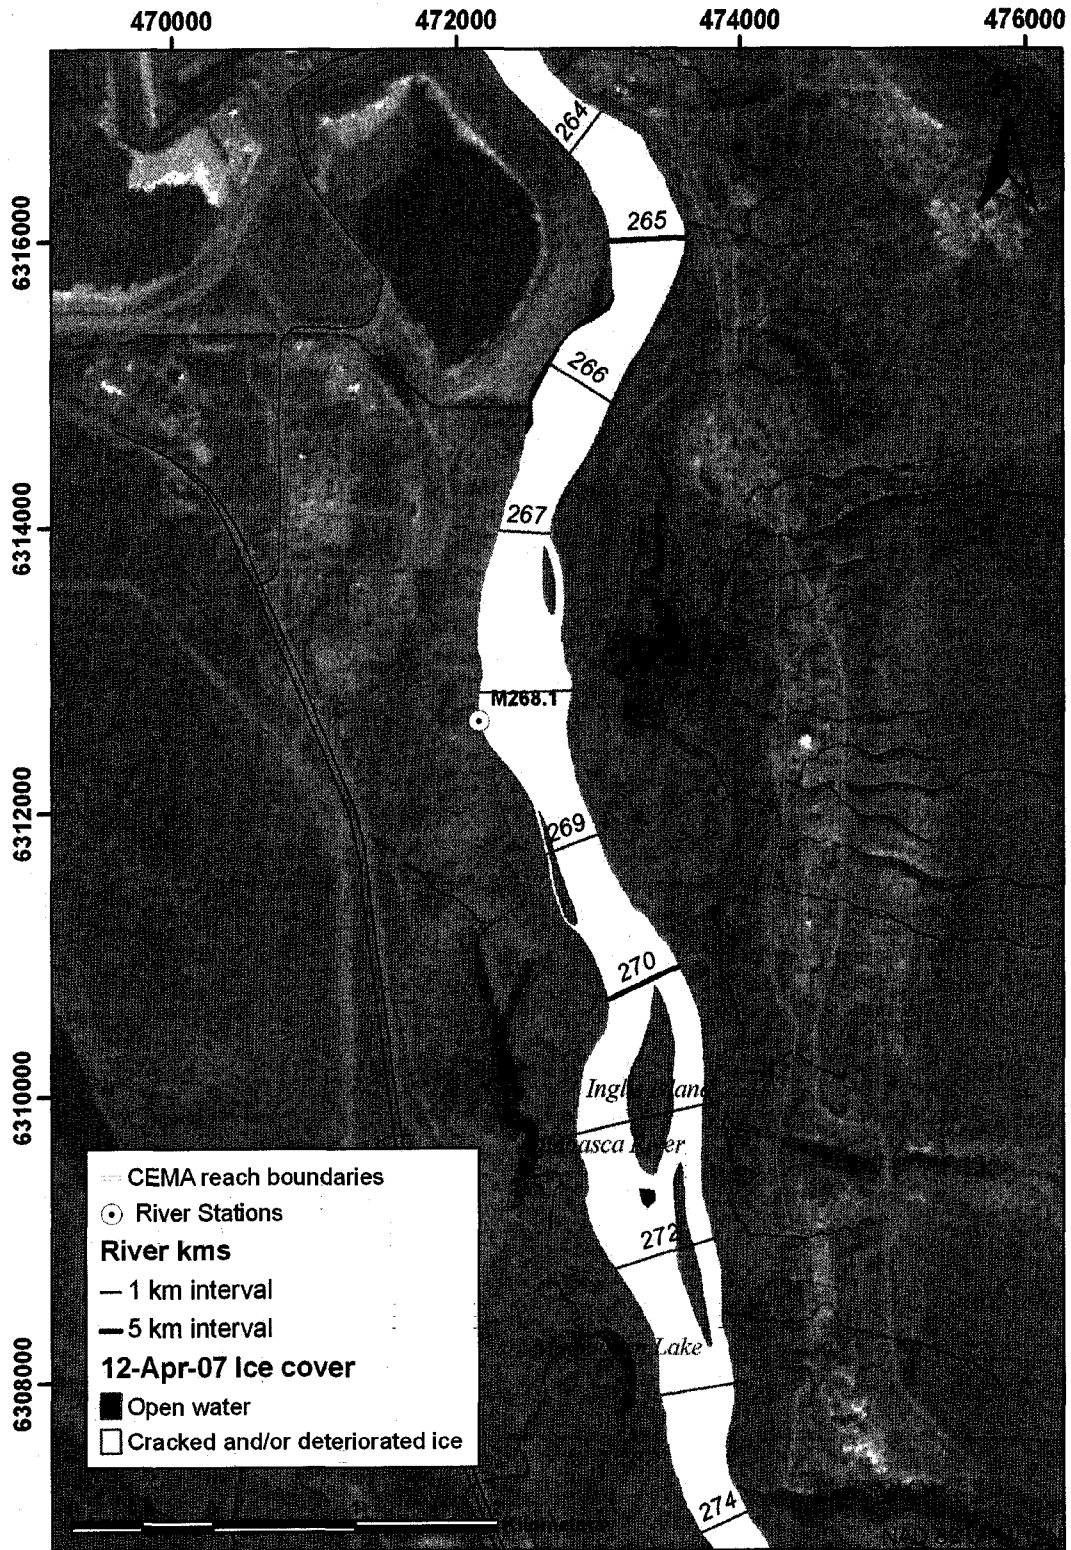 470000 472000 474000 476000
6316000
6314000
6312000
6310000
6308000
264
265
266
267
M268.1
269
270
272
274
River
Lake
CEMA reach boundaries
River Stations
River kms
1 km interval
5 km interval
12-Apr-07 Ice cover
Open water
Cracked and/or deteriorated ice